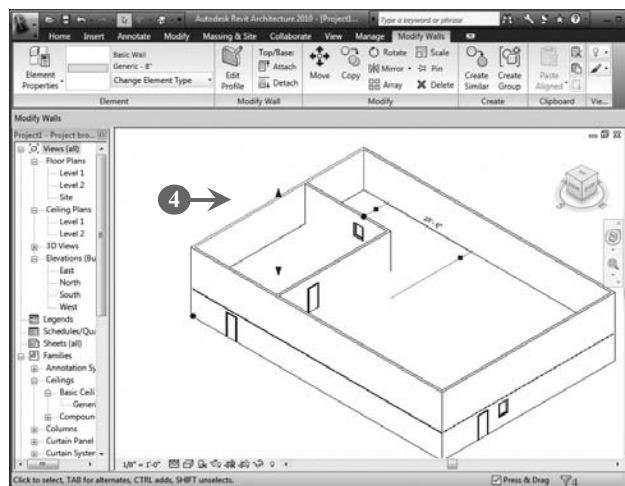 Autodesk Revit Architecture 2010 - [Project1... Type a keyword or phrase
Home Insert Annotate Modify Massing & Site Collaborate View Manage Modify Walls
Element Properties
Basic Wall
Generic - 8"
Change Element Type
Edit Profile
Top/Base:
Attach
Detach
Move
Copy
Rotate
Scale
Mirror
Pin
Array
Delete
Create Similar
Create Group
Paste Aligned
Element Modify Wall Modify Create Clipboard Vie...
Modify Walls
Project1 - Project bro...
Views (all)
Floor Plans
Level 1
Level 2
Site
Ceiling Plans
Level 1
Level 2
3D Views
Elevations (Bu
East
North
South
West
Legends
Schedules/Qua
Sheets (all)
Families
Annotation Sy
Ceilings
Basic Ceili
Generi
Compoun
Columns
Curtain Panel
Curtain System
4
1/8" = 1'-0"
Click to select, TAB for alternates, CTRL adds, SHIFT unselects.
Press & Drag